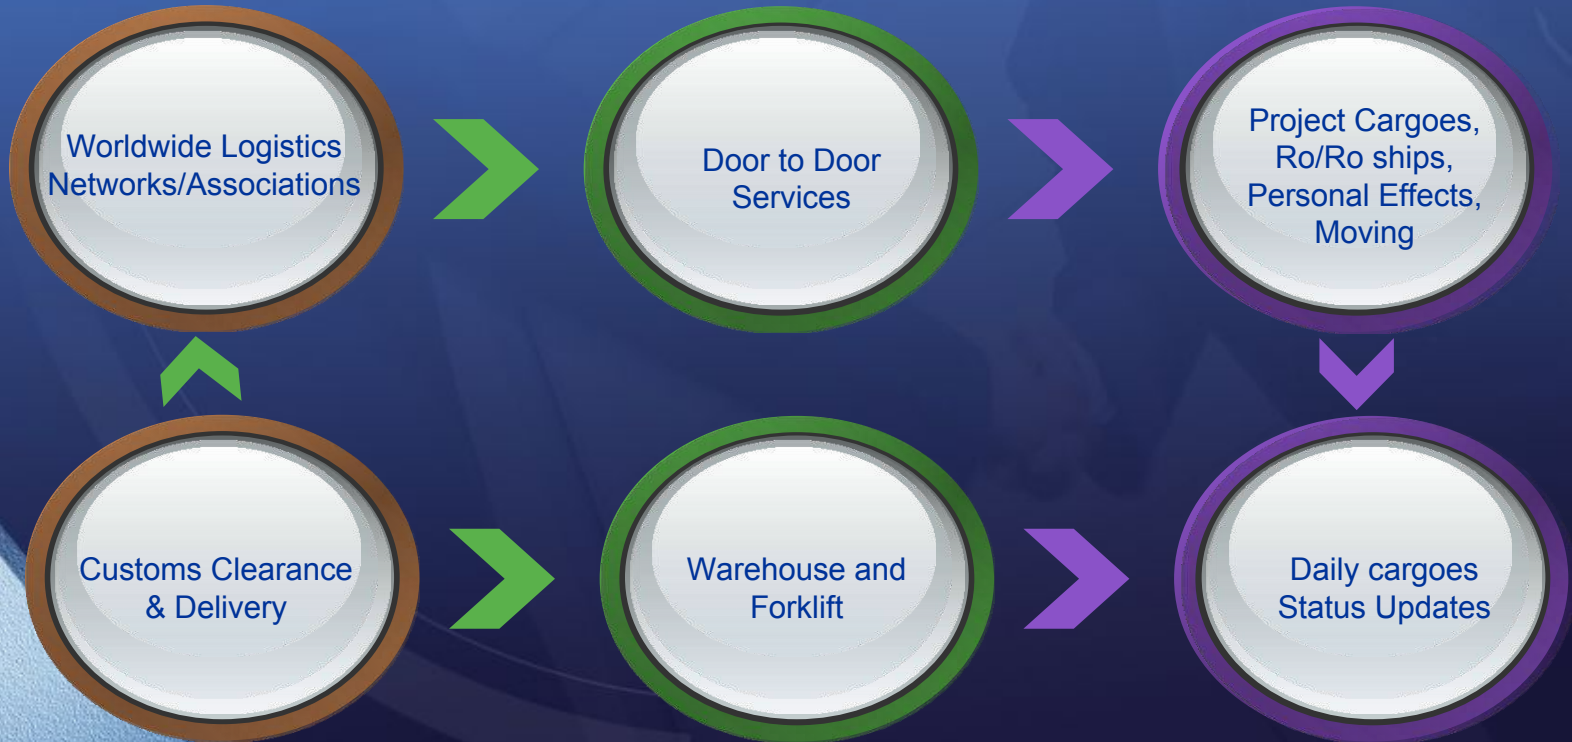 Worldwide Logistics
Networks/Associations
Door to Door
Services
Project Cargoes,
Ro/Ro ships,
Personal Effects,
Moving
Customs Clearance
& Delivery
Warehouse and
Forklift
Daily cargoes
Status Updates